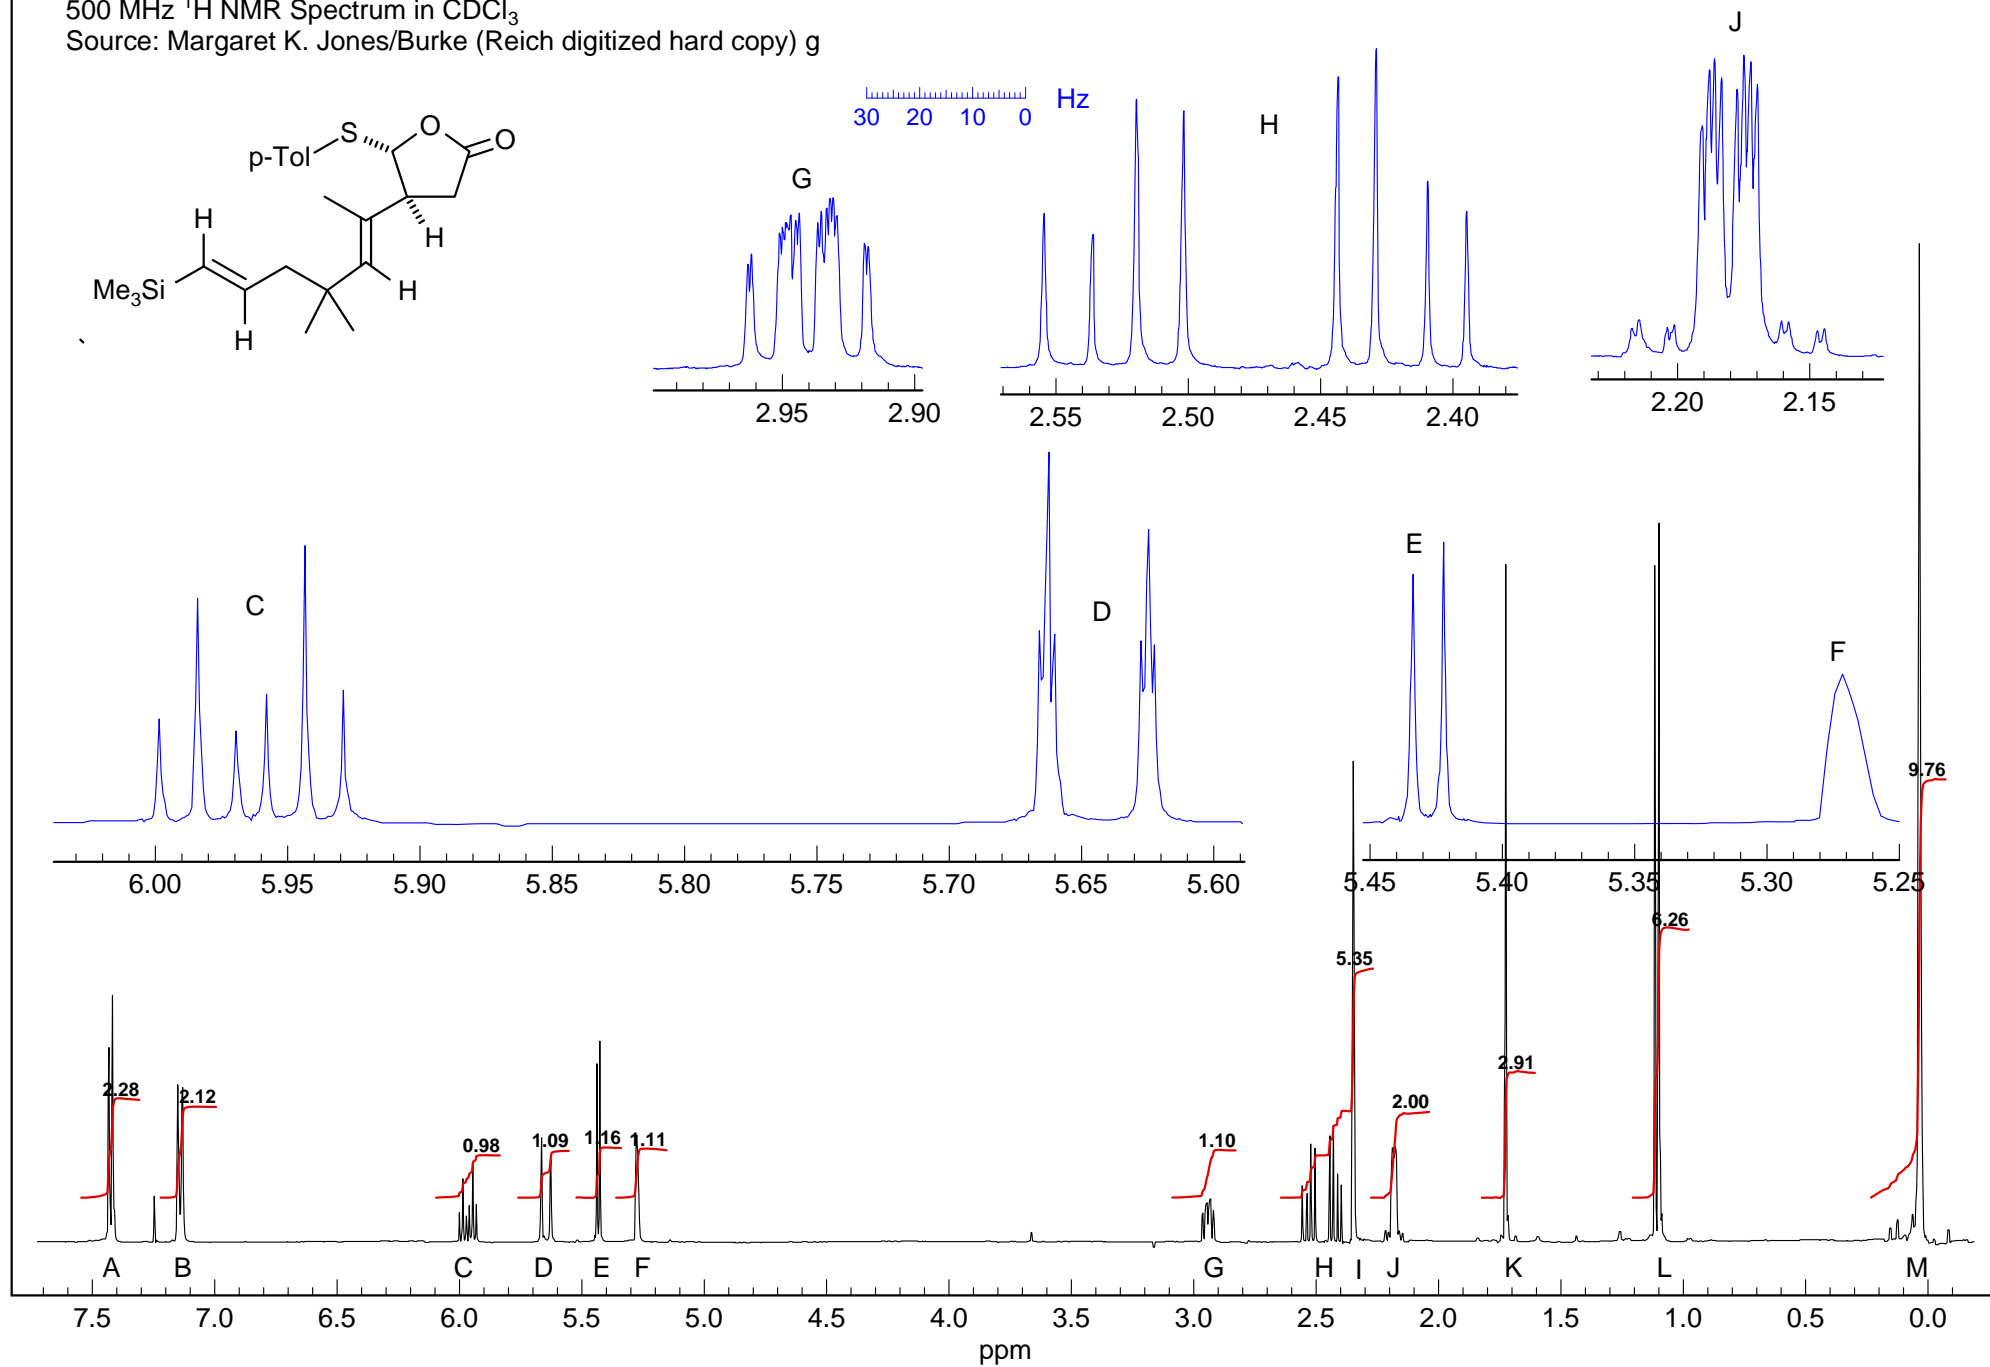 500 MHz ¹H NMR Spectrum in CDCl₃
Source: Margaret K. Jones/Burke (Reich digitized hard copy) g
J
Hz
30 20 10 0
H
G
S O O
p-Tol
H
H
Me₃Si
H
H
2.95 2.90
2.55 2.50 2.45 2.40
2.20 2.15
C
D
E
F
6.00 5.95 5.90 5.85 5.80 5.75 5.70 5.65 5.60
5.45 5.40 5.35 5.30 5.25
2.28 2.12 0.98 1.09 1.16 1.11 1.10 5.35 2.00 2.91 6.26 9.76
A B C D E F G H I J K L M
7.5 7.0 6.5 6.0 5.5 5.0 4.5 4.0 3.5 3.0 2.5 2.0 1.5 1.0 0.5 0.0
ppm